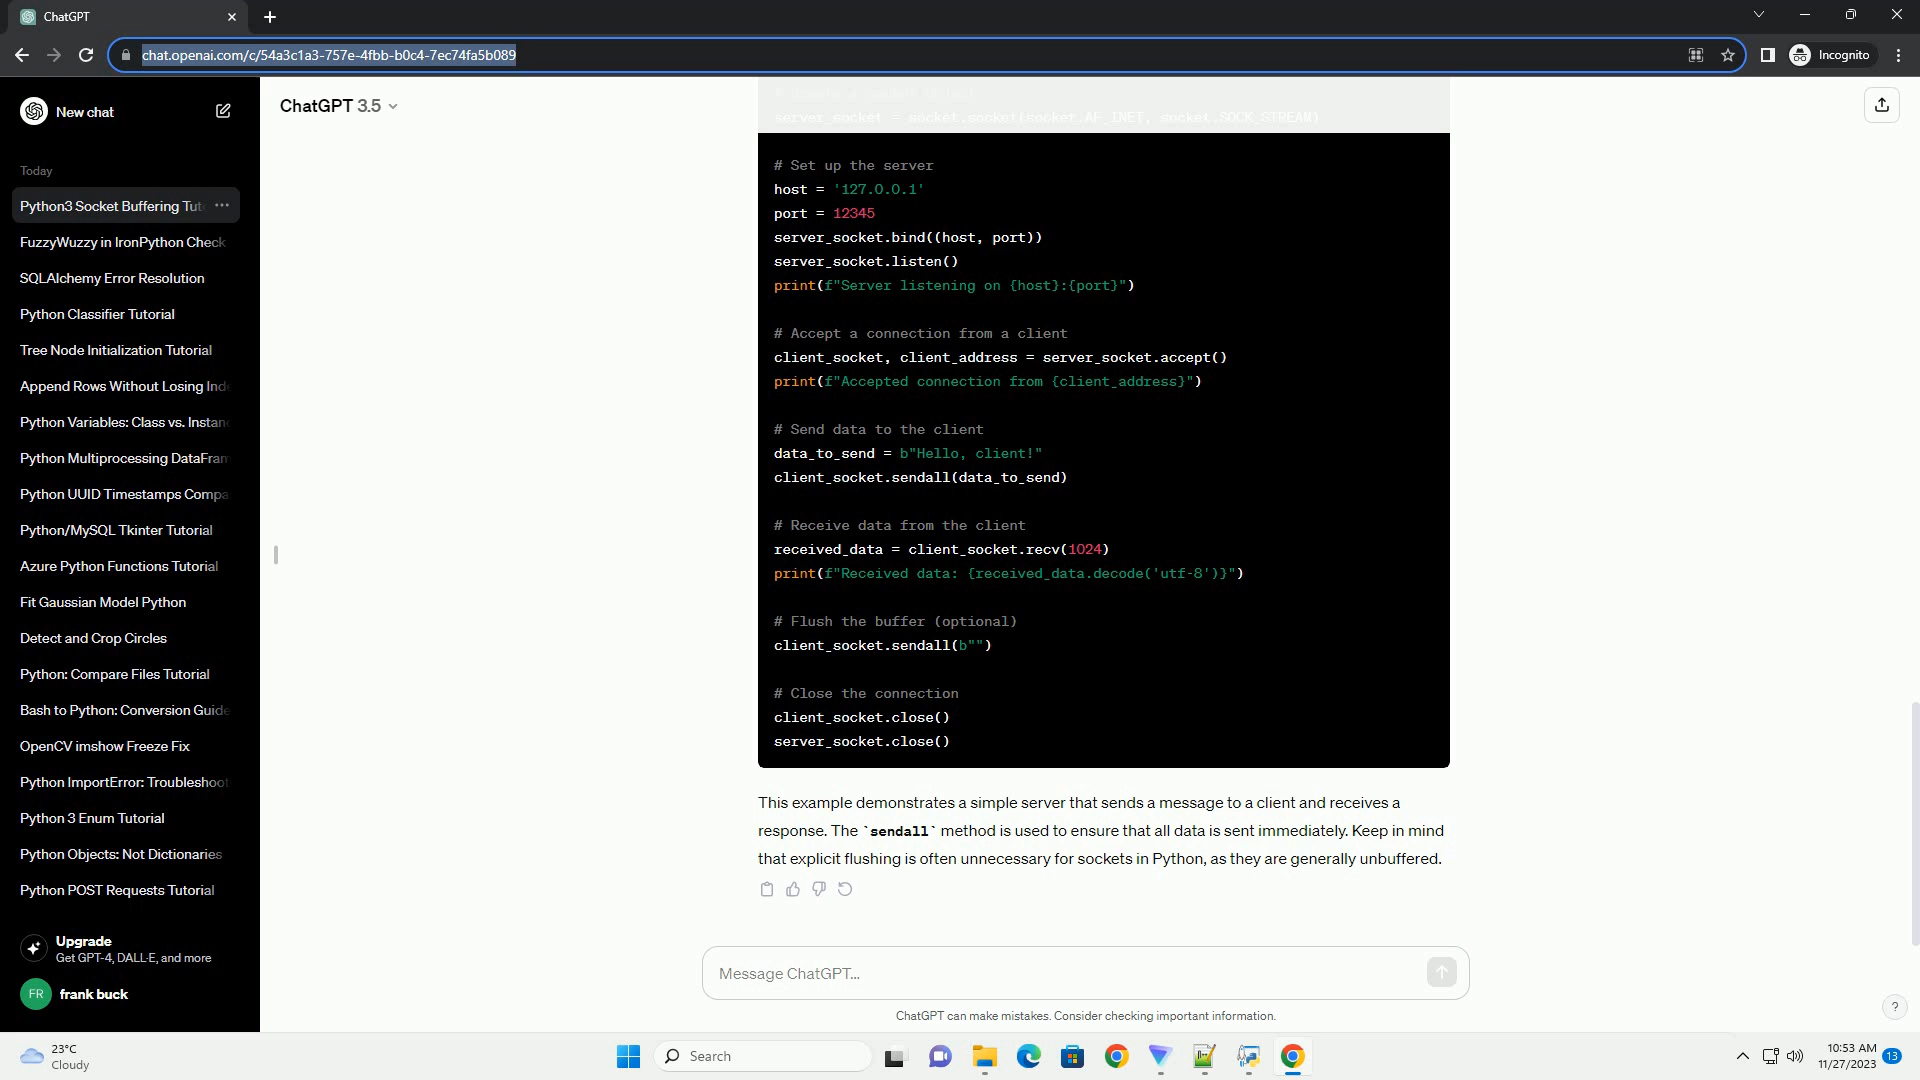 ChatGPT
chat.openai.com/c/54a3c1a3-757e-4fbb-b0c4-7ec74fa5b089
Incognito
New chat
Today
Python3 Socket Buffering Tut
FuzzyWuzzy in IronPython Check
SQLAlchemy Error Resolution
Python Classifier Tutorial
Tree Node Initialization Tutorial
Append Rows Without Losing Inde
Python Variables: Class vs. Instan
Python Multiprocessing DataFram
Python UUID Timestamps Compa
Python/MySQL Tkinter Tutorial
Azure Python Functions Tutorial
Fit Gaussian Model Python
Detect and Crop Circles
Python: Compare Files Tutorial
Bash to Python: Conversion Guide
OpenCV imshow Freeze Fix
Python ImportError: Troubleshoot
Python 3 Enum Tutorial
Python Objects: Not Dictionaries
Python POST Requests Tutorial
Upgrade
Get GPT-4, DALL·E, and more
FR frank buck
ChatGPT 3.5
server_socket = socket.socket(socket.AF_INET, socket.SOCK_STREAM)
# Set up the server
host = '127.0.0.1'
port = 12345
server_socket.bind((host, port))
server_socket.listen()
print(f"Server listening on {host}:{port}")
# Accept a connection from a client
client_socket, client_address = server_socket.accept()
print(f"Accepted connection from {client_address}")
# Send data to the client
data_to_send = b"Hello, client!"
client_socket.sendall(data_to_send)
# Receive data from the client
received_data = client_socket.recv(1024)
print(f"Received data: {received_data.decode('utf-8')}")
# Flush the buffer (optional)
client_socket.sendall(b"")
# Close the connection
client_socket.close()
server_socket.close()
This example demonstrates a simple server that sends a message to a client and receives a
response. The `sendall` method is used to ensure that all data is sent immediately. Keep in mind
that explicit flushing is often unnecessary for sockets in Python, as they are generally unbuffered.
Message ChatGPT...
ChatGPT can make mistakes. Consider checking important information.
?
23°C
Cloudy
Search
10:53 AM
11/27/2023
13